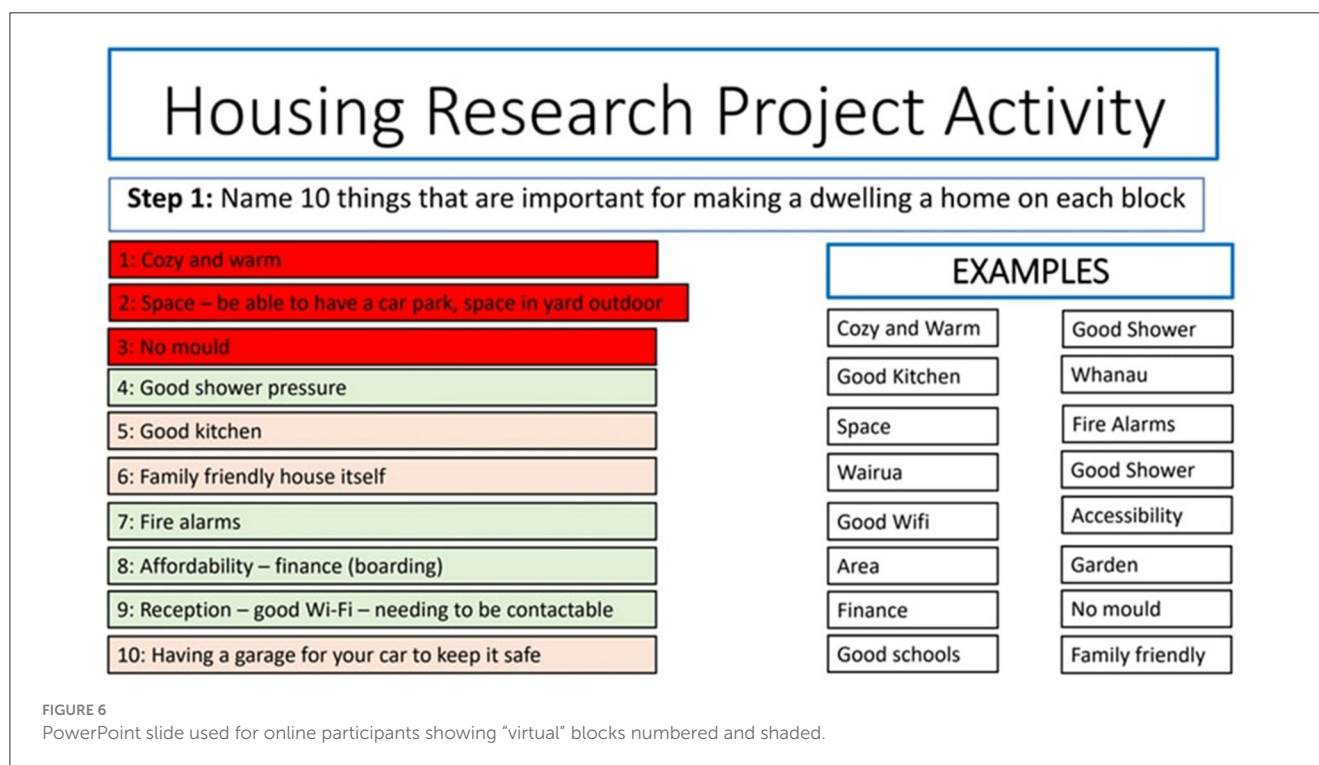 Housing Research Project Activity
Step 1: Name 10 things that are important for making a dwelling a home on each block
1: Cozy and warm
2: Space – be able to have a car park, space in yard outdoor
3: No mould
4: Good shower pressure
5: Good kitchen
6: Family friendly house itself
7: Fire alarms
8: Affordability – finance (boarding)
9: Reception – good Wi-Fi – needing to be contactable
10: Having a garage for your car to keep it safe
EXAMPLES
Cozy and Warm
Good Kitchen
Space
Wairua
Good Wifi
Area
Finance
Good schools
Good Shower
Whanau
Fire Alarms
Good Shower
Accessibility
Garden
No mould
Family friendly
FIGURE 6
PowerPoint slide used for online participants showing “virtual” blocks numbered and shaded.